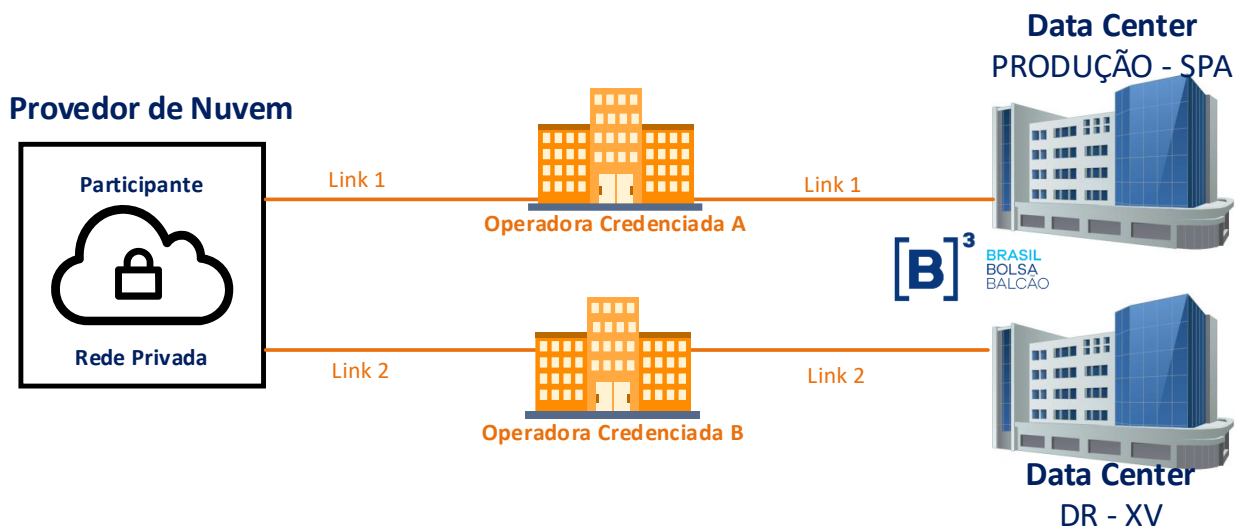 Data Center
PRODUÇÃO - SPA
Provedor de Nuvem
Participante
Rede Privada
Link 1
Operadora Credenciada A
Link 1
[B]³ BRASIL
BOLSA
BALCÃO
Link 2
Operadora Credenciada B
Link 2
Data Center
DR - XV